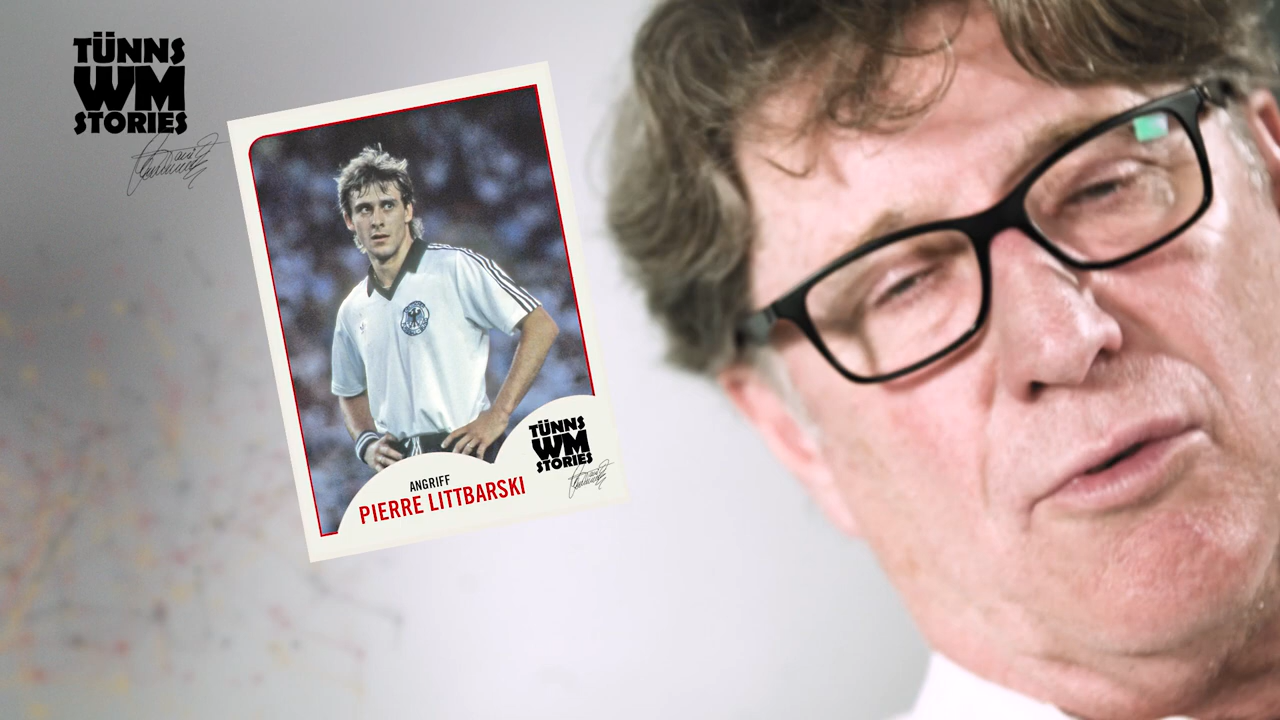 TÜNNS
WM
STORIES
ANGRIFF
PIERRE LITTBARSKI
TÜNNS
WM
STORIES